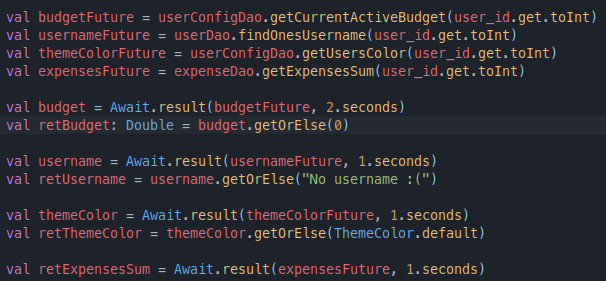 val budgetFuture = userConfigDao.getCurrentActiveBudget(user_id.get.toInt)
val usernameFuture = userDao.findOnesUsername(user_id.get.toInt)
val themeColorFuture = userConfigDao.getUsersColor(user_id.get.toInt)
val expensesFuture = expenseDao.getExpensesSum(user_id.get.toInt)
val budget = Await.result(budgetFuture, 2.seconds)
val retBudget: Double = budget.getOrElse(0)
val username = Await.result(usernameFuture, 1.seconds)
val retUsername = username.getOrElse("No username :(")
val themeColor = Await.result(themeColorFuture, 1.seconds)
val retThemeColor = themeColor.getOrElse(ThemeColor.default)
val retExpensesSum = Await.result(expensesFuture, 1.seconds)